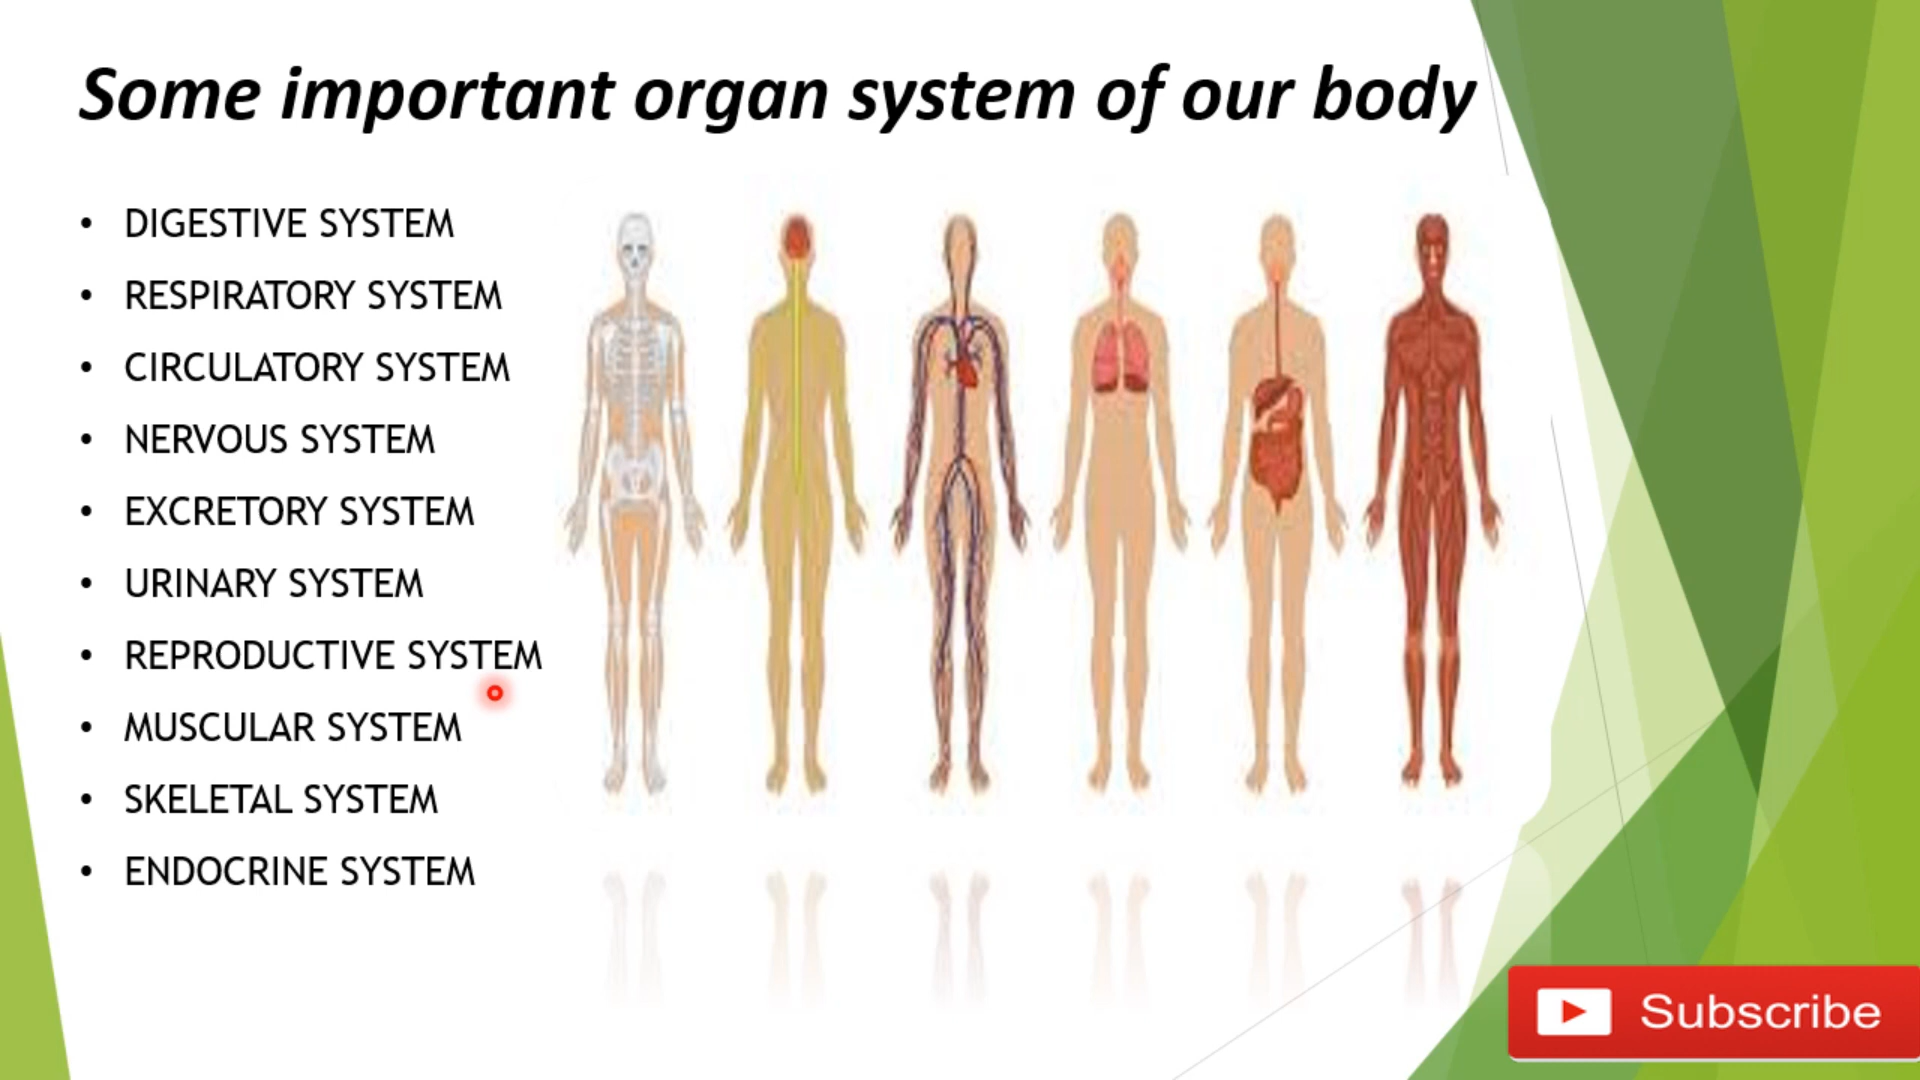 Some important organ system of our body
• DIGESTIVE SYSTEM
• RESPIRATORY SYSTEM
• CIRCULATORY SYSTEM
• NERVOUS SYSTEM
• EXCRETORY SYSTEM
• URINARY SYSTEM
• REPRODUCTIVE SYSTEM
• MUSCULAR SYSTEM
• SKELETAL SYSTEM
• ENDOCRINE SYSTEM
Subscribe